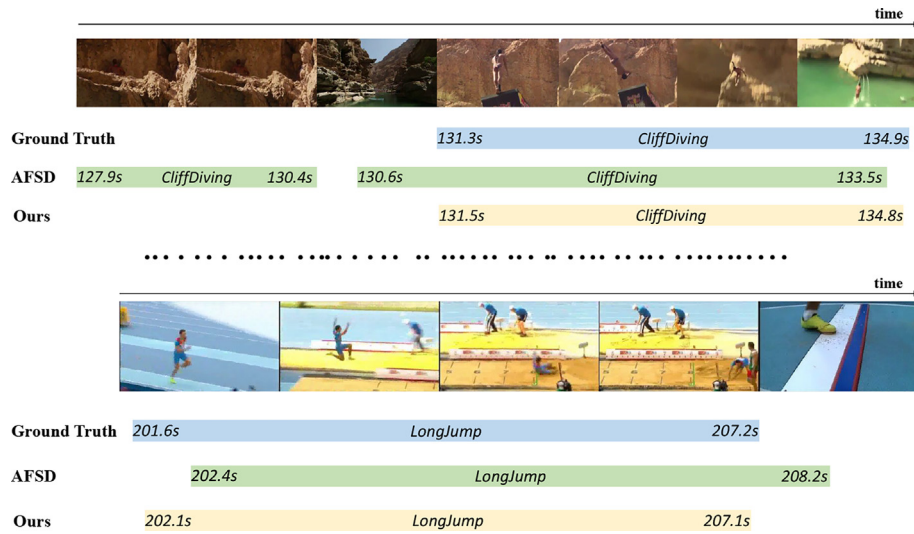 time
Ground Truth 131.3s CliffDiving 134.9s
AFSD 127.9s CliffDiving 130.4s 130.6s CliffDiving 133.5s
Ours 131.5s CliffDiving 134.8s
time
Ground Truth 201.6s LongJump 207.2s
AFSD 202.4s LongJump 208.2s
Ours 202.1s LongJump 207.1s